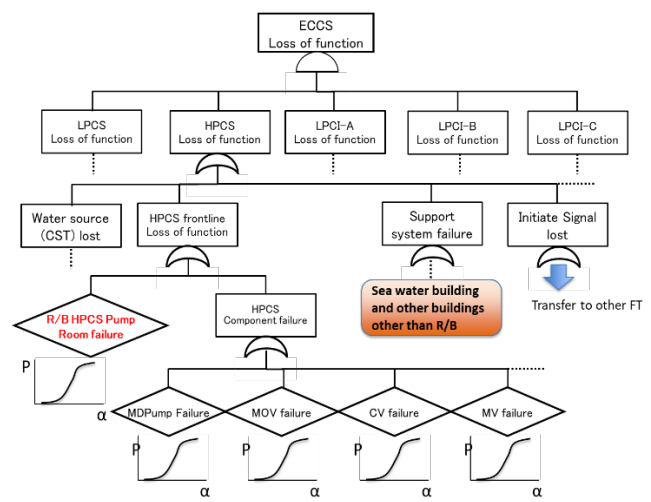 ECCS
Loss of function
LPCS
Loss of function
HPCS
Loss of function
LPCI-A
Loss of function
LPCI-B
Loss of function
LPCI-C
Loss of function
Water source
(CST) lost
HPCS frontline
Loss of function
Support
system failure
Initiate Signal
lost
R/B HPCS Pump
Room failure
HPCS
Component failure
Sea water building
and other buildings
other than R/B
Transfer to other FT
P
α
MDPump Failure
MOV failure
CV failure
MV failure
P
α
P
α
P
α
P
α